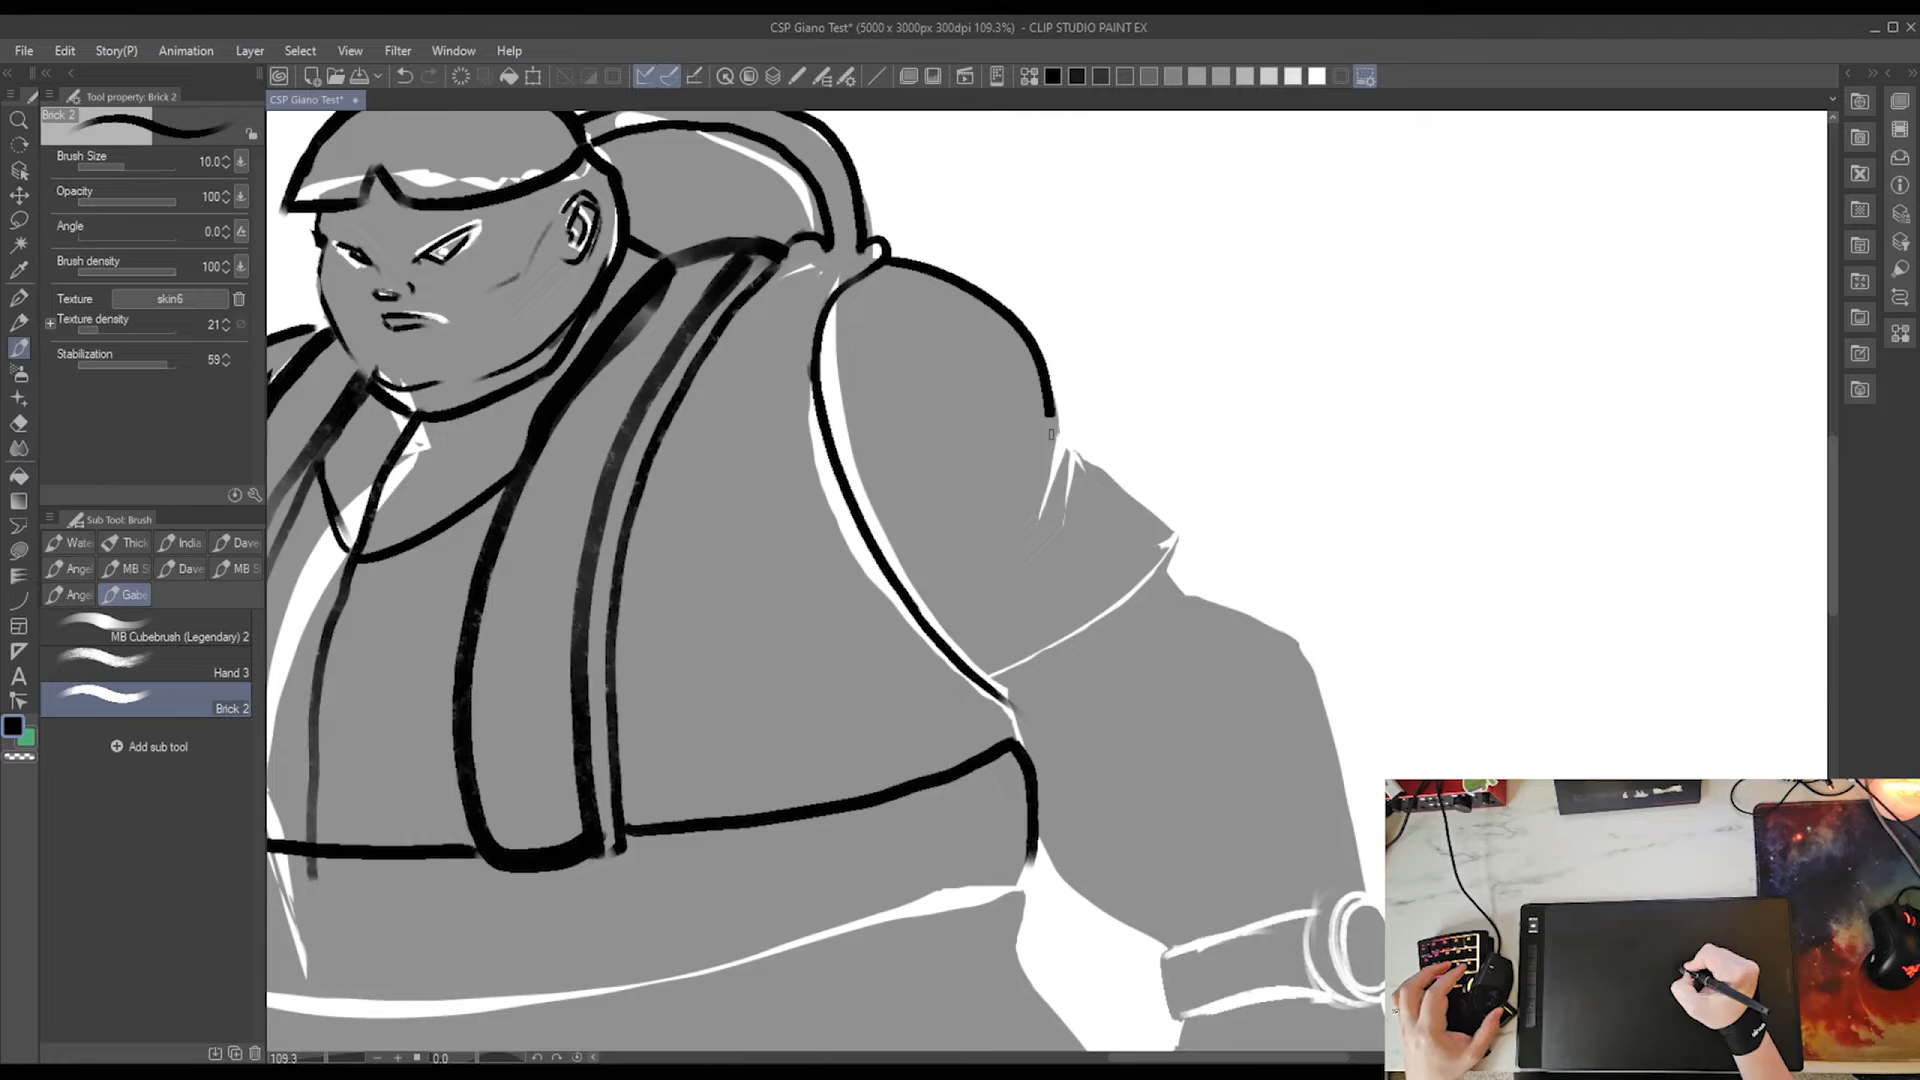 CSP Giano Test* (5000 x 3000px 300dpi 109.3%) - CLIP STUDIO PAINT EX
File Edit Story(P) Animation Layer Select View Filter Window Help
Tool property: Brick 2
CSP Giano Test*
Brick 2
Brush Size 10.0
Opacity 100
Angle 0.0
Brush density 100
Texture skin6
Texture density 21
Stabilization 59
Sub Tool: Brush
Wate Thick India Dave
Ange MB S Dave MB S
Ange Gabe
MB Cubebrush (Legendary) 2
Hand 3
Brick 2
Add sub tool
109.3 0.0